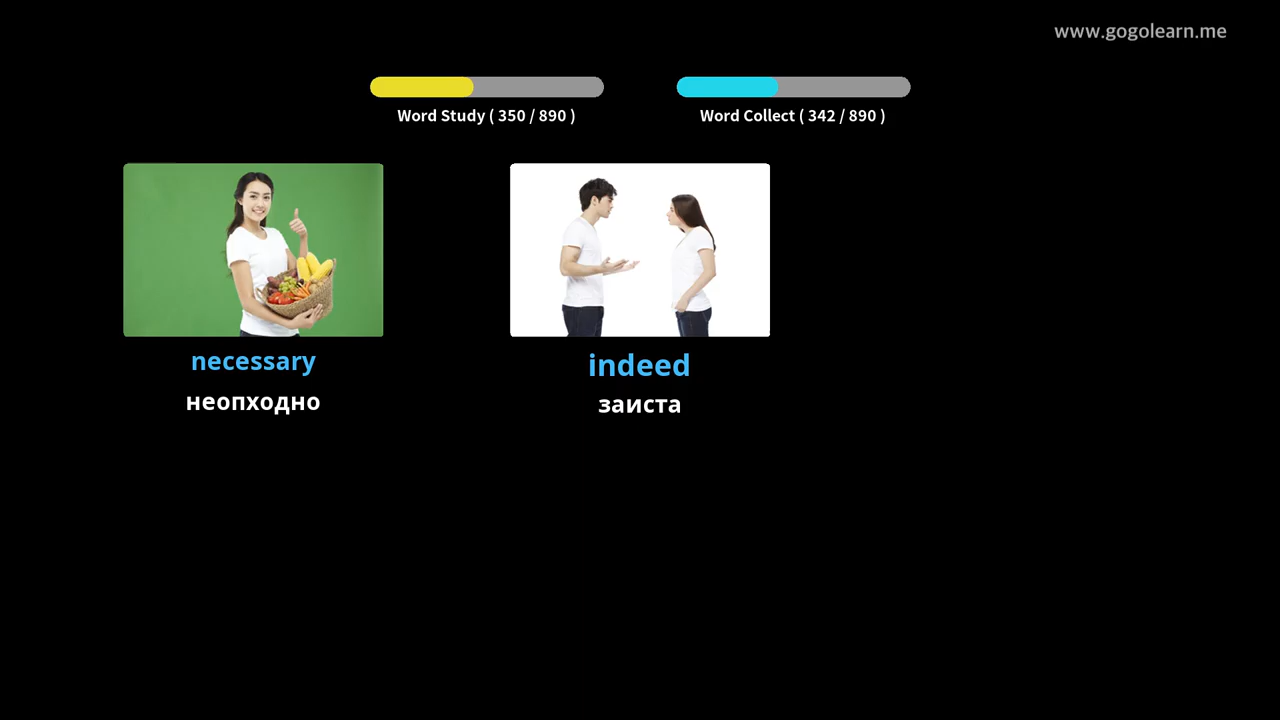 www.gogolearn.me
Word Study ( 350 / 890 )
Word Collect ( 342 / 890 )
necessary
неопходно
indeed
заиста